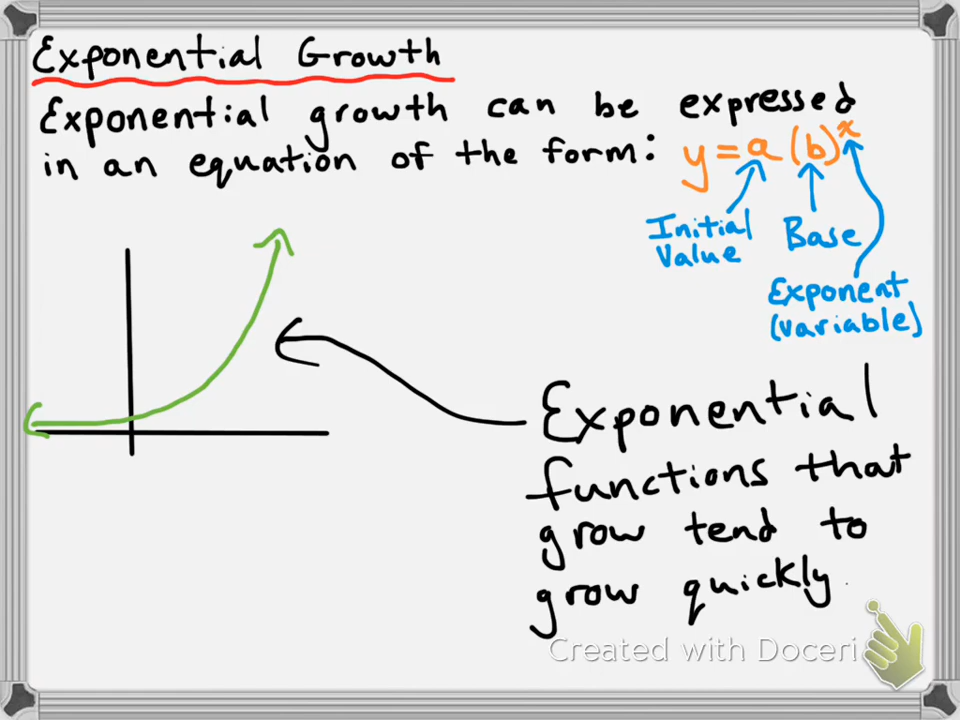 Exponential Growth
Exponential growth can be expressed
in an equation of the form: y = a (b)^x
Initial
Value
Base
Exponent
(variable)
Exponential
functions that
grow tend to
grow quickly
Created with Doceri